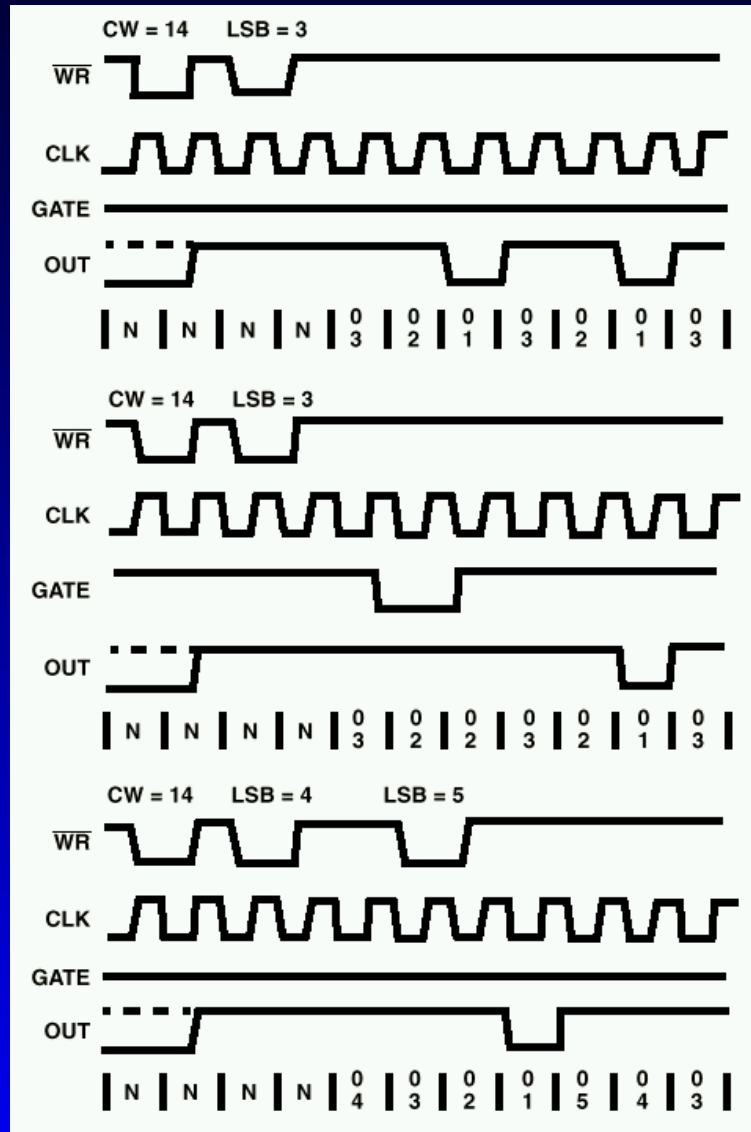 CW = 14 LSB = 3
WR
CLK
GATE
OUT
N N N N 0 0 0 0 0 0 0
3 2 1 3 2 1 3
CW = 14 LSB = 3
WR
CLK
GATE
OUT
N N N N 0 0 0 0 0 0 0
3 2 2 3 2 1 3
CW = 14 LSB = 4 LSB = 5
WR
CLK
GATE
OUT
N N N N 0 0 0 0 0 0 0
4 3 2 1 5 4 3